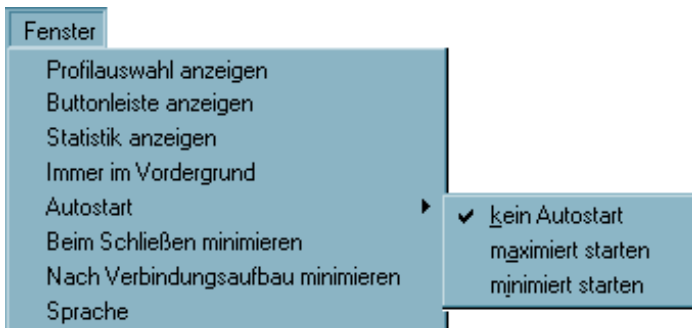 Fenster
Profilauswahl anzeigen
Buttonleiste anzeigen
Statistik anzeigen
Immer im Vordergrund
Autostart
kein Autostart
maximiert starten
minimiert starten
Beim Schließen minimieren
Nach Verbindungsaufbau minimieren
Sprache